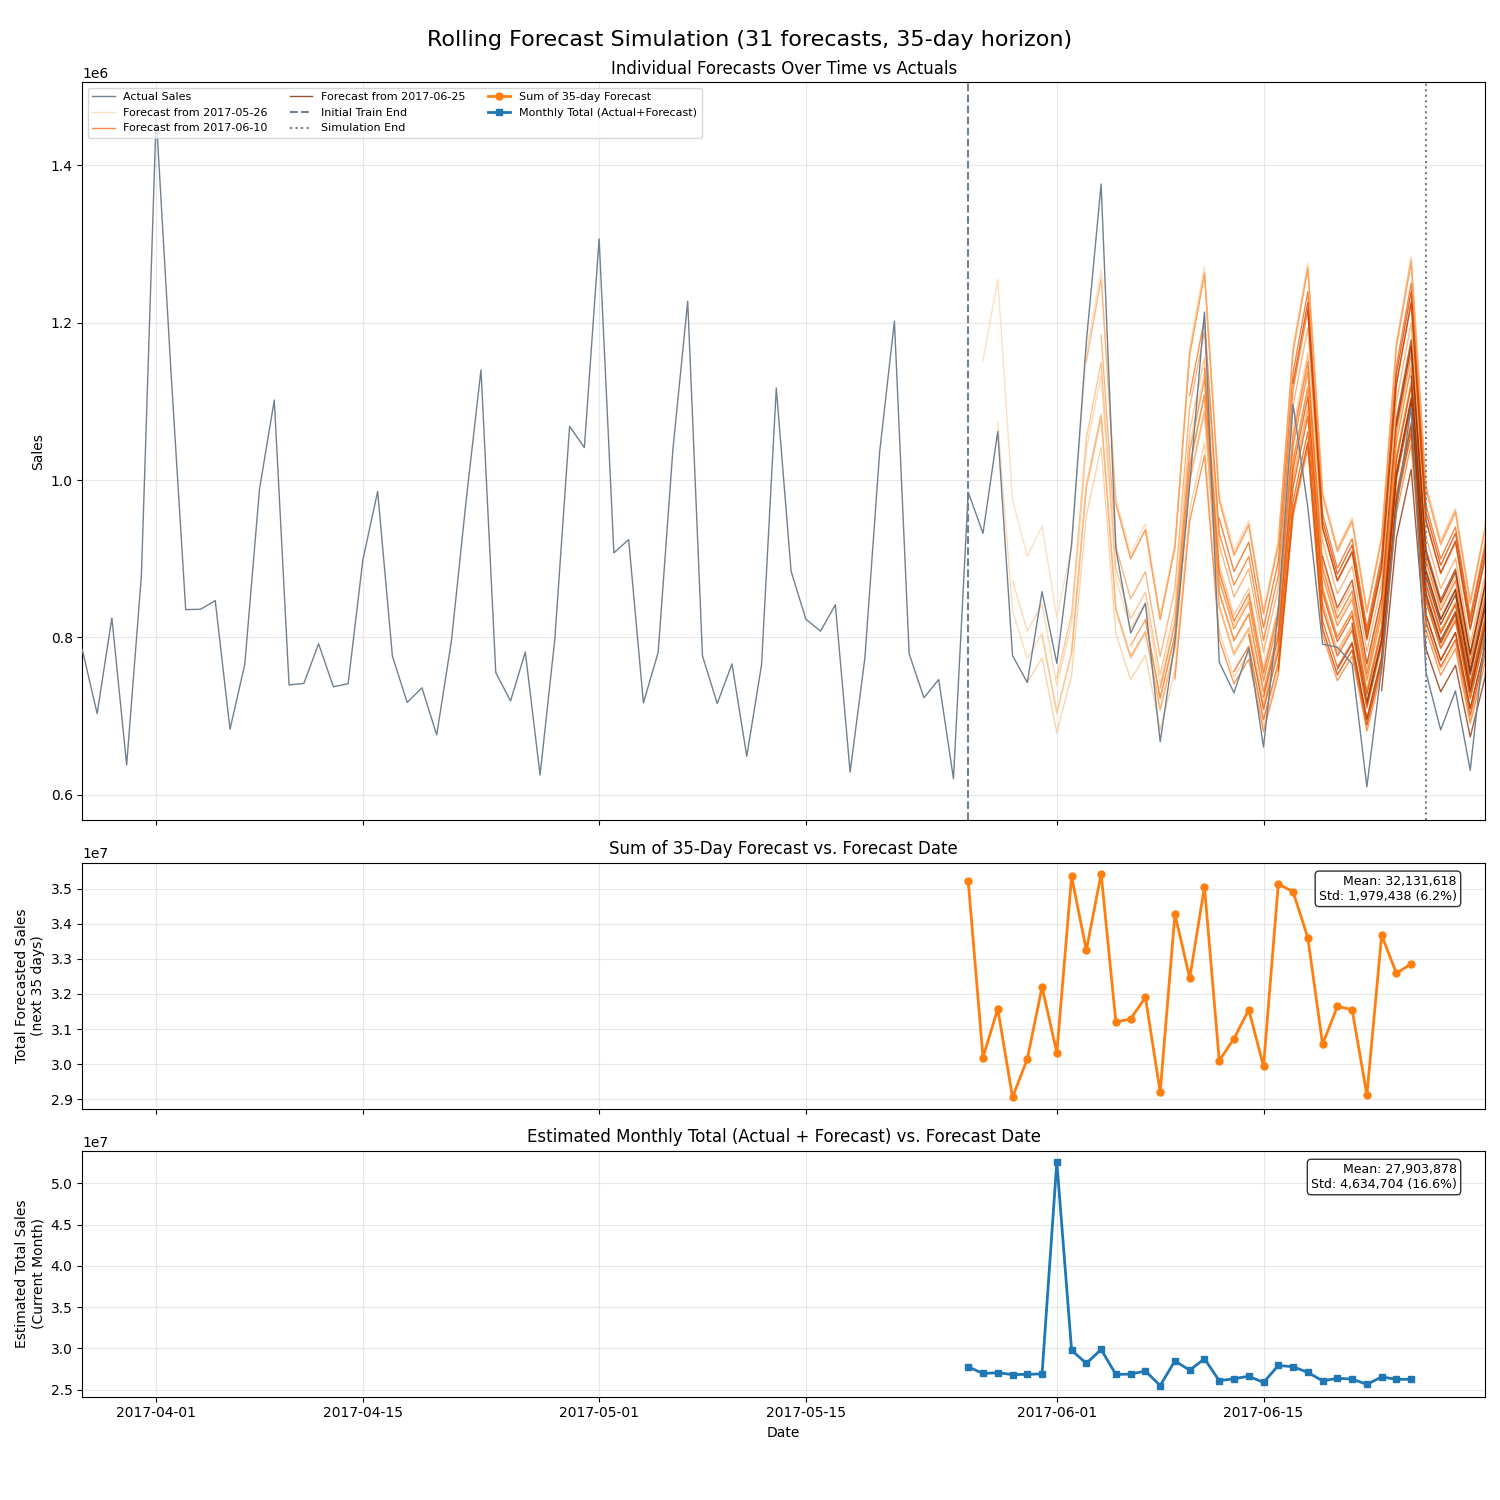 Rolling Forecast Simulation (31 forecasts, 35-day horizon)
Individual Forecasts Over Time vs Actuals
1e6
Actual Sales
Forecast from 2017-05-26
Forecast from 2017-06-10
Forecast from 2017-06-25
Initial Train End
Simulation End
Sum of 35-day Forecast
Monthly Total (Actual+Forecast)
1.4
1.2
1.0
0.8
0.6
Sales
Sum of 35-Day Forecast vs. Forecast Date
1e7
Mean: 32,131,618
Std: 1,979,438 (6.2%)
3.5
3.4
3.3
3.2
3.1
3.0
2.9
Total Forecasted Sales
(next 35 days)
Estimated Monthly Total (Actual + Forecast) vs. Forecast Date
1e7
Mean: 27,903,878
Std: 4,634,704 (16.6%)
5.0
4.5
4.0
3.5
3.0
2.5
Estimated Total Sales
(Current Month)
2017-04-01
2017-04-15
2017-05-01
2017-05-15
2017-06-01
2017-06-15
Date